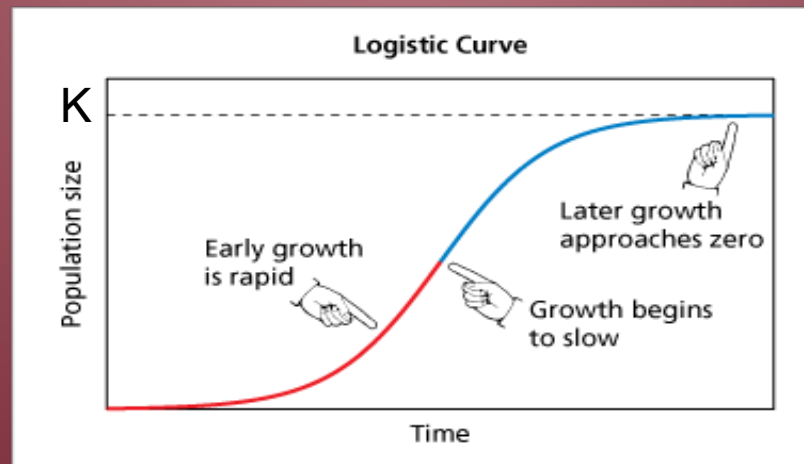 Logistic Curve
K
Population size
Early growth
is rapid
Later growth
approaches zero
Growth begins
to slow
Time